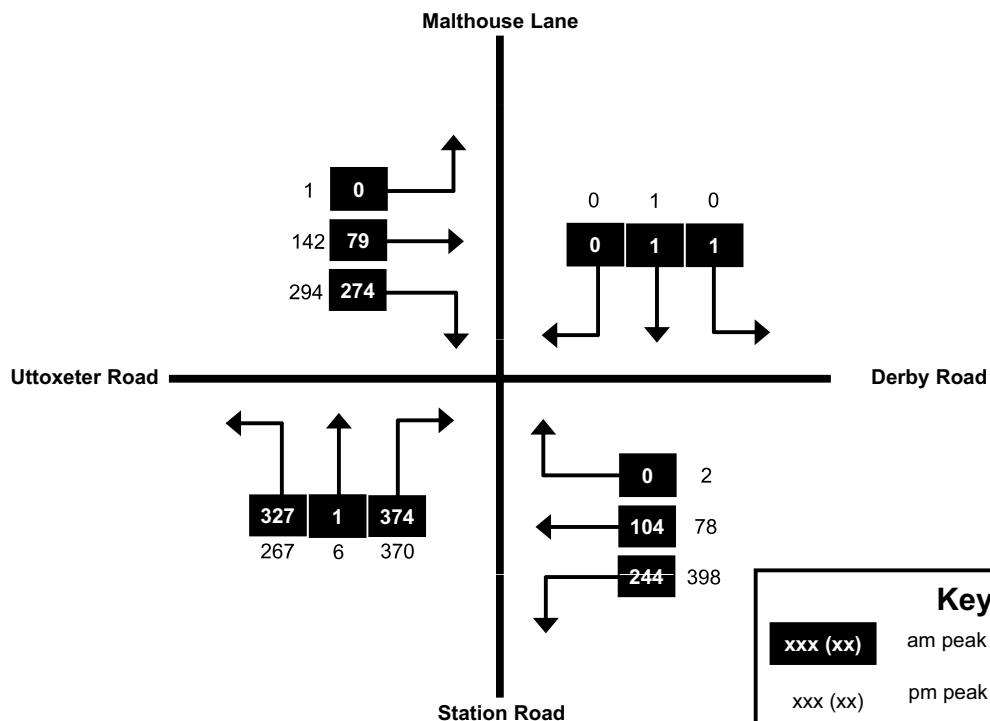 Malthouse Lane
1 0
142 79
294 274
0 1 0
0 1 1
Uttoxeter Road
Derby Road
327 1 374
267 6 370
0 2
104 78
244 398
Station Road
Key
xxx (xx) am peak
xxx (xx) pm peak